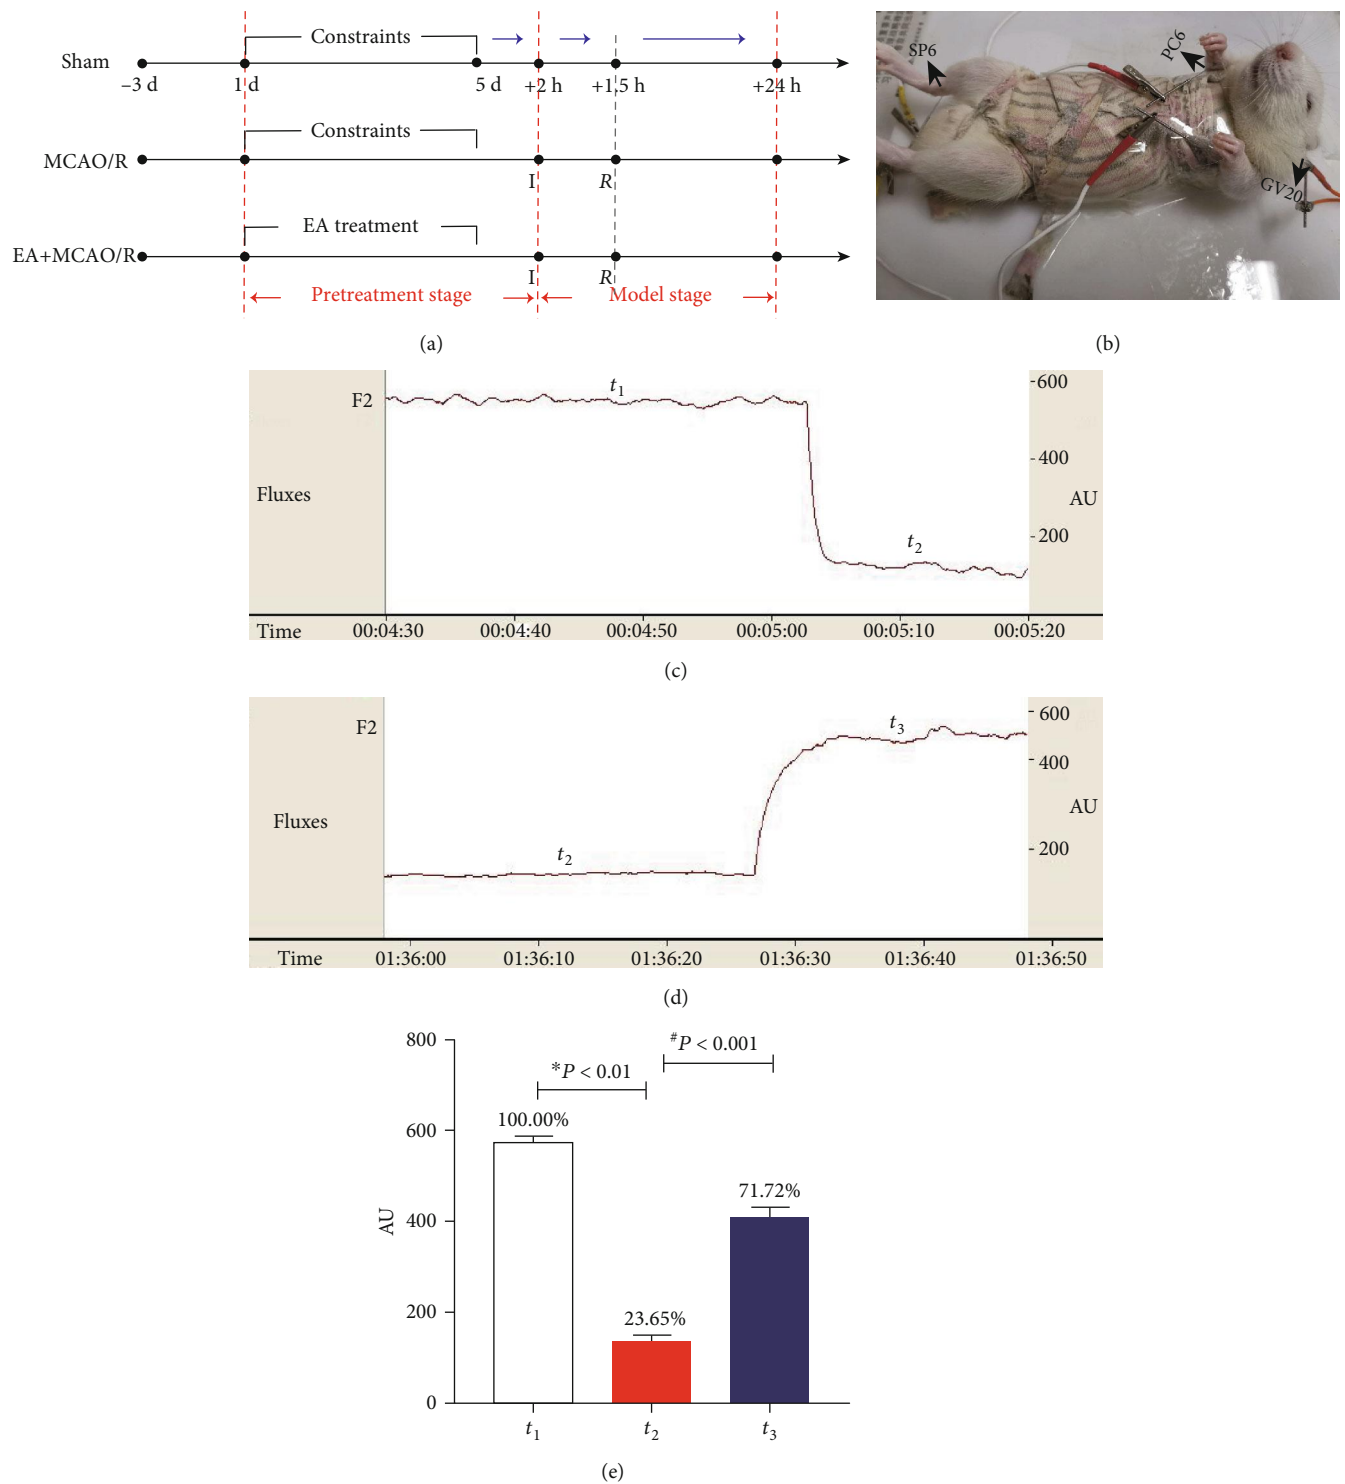 Constraints
Sham
−3 d 1 d 5 d +2 h +1.5 h +24 h
Constraints
MCAO/R
I R
EA treatment
EA+MCAO/R
I R
Pretreatment stage Model stage
(a)
SP6 PC6
GV20
(b)
F2 t1 600
400
Fluxes AU
t2 200
Time 00:04:30 00:04:40 00:04:50 00:05:00 00:05:10 00:05:20
(c)
F2 t3 600
400
Fluxes AU
t2 200
Time 01:36:00 01:36:10 01:36:20 01:36:30 01:36:40 01:36:50
(d)
800
#P < 0.001
*P < 0.01
100.00%
600
71.72%
400
AU
23.65%
200
0
t1 t2 t3
(e)